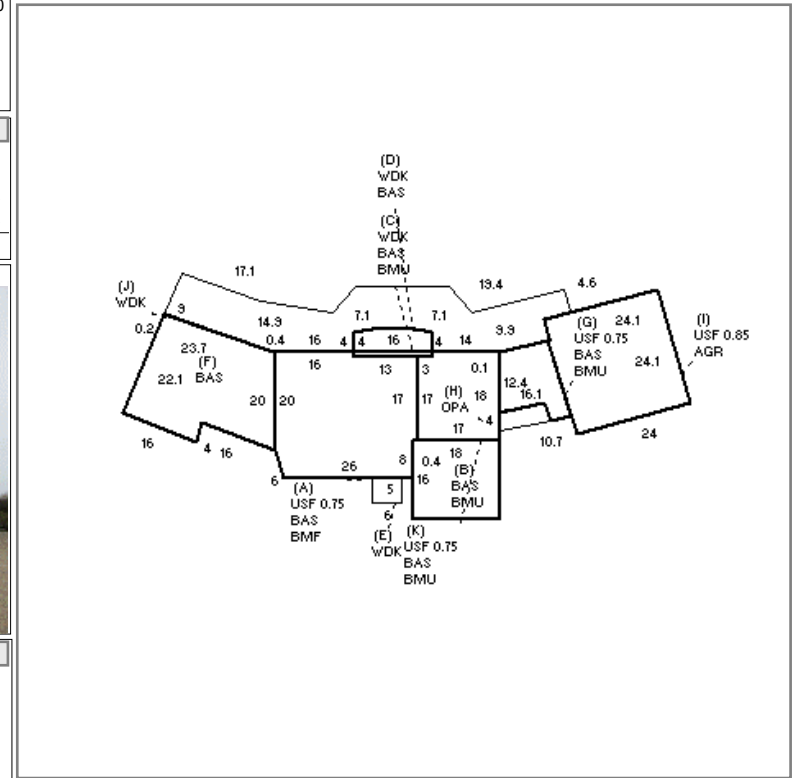 (D)
WDK
BAS
(C)
WDK
BAS
BMU
17.1
19.4
4.6
(J)
WDK
9
0.2
14.9
7.1
7.1
0.4
16
4
4
16
4
14
9.9
(G)
USF 0.75
BAS
BMU
24.1
24.1
(I)
USF 0.85
AGR
23.7
(F)
BAS
22.1
16
13
3
0.1
12.4
16.1
20
20
17
17
18
(H)
OPA
4
17
10.7
24
16
4
16
6
26
8
0.4
16
18
(B)
BAS
BMU
(A)
USF 0.75
BAS
BMF
5
6
(E)
WDK
(K)
USF 0.75
BAS
BMU